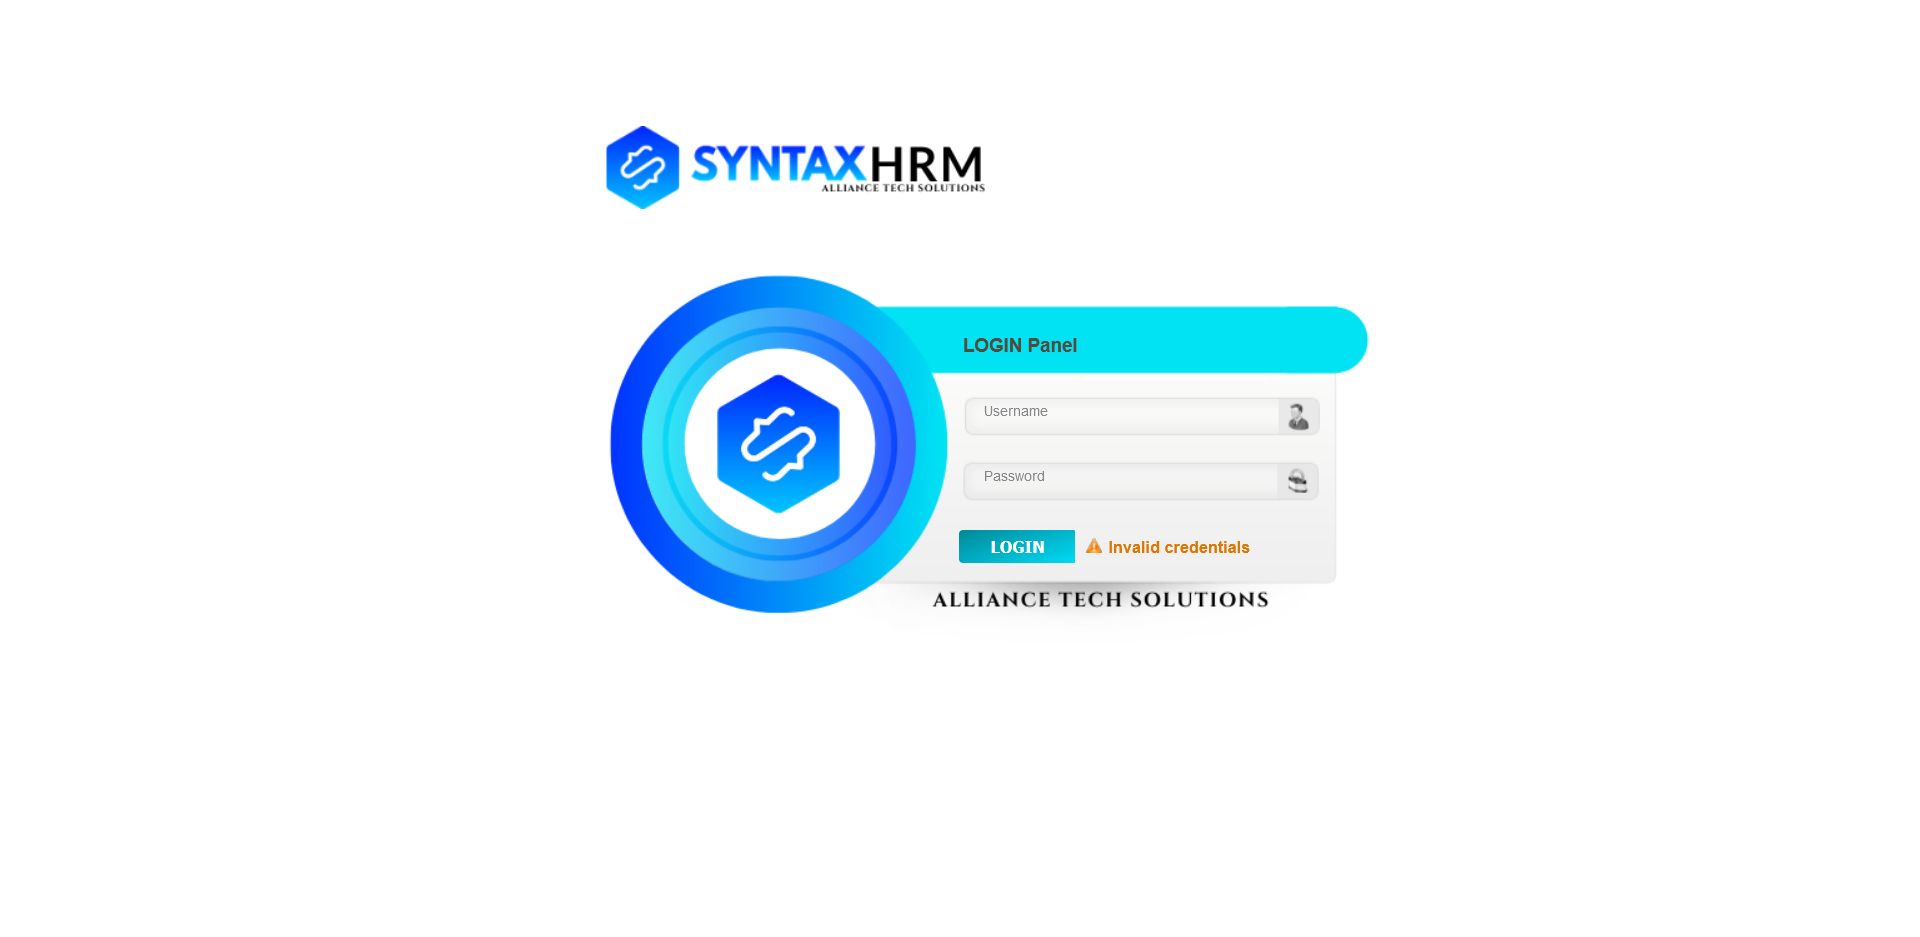 SYNTAXHRM
ALLIANCE TECH SOLUTIONS
LOGIN Panel
Username
Password
LOGIN Invalid credentials
ALLIANCE TECH SOLUTIONS